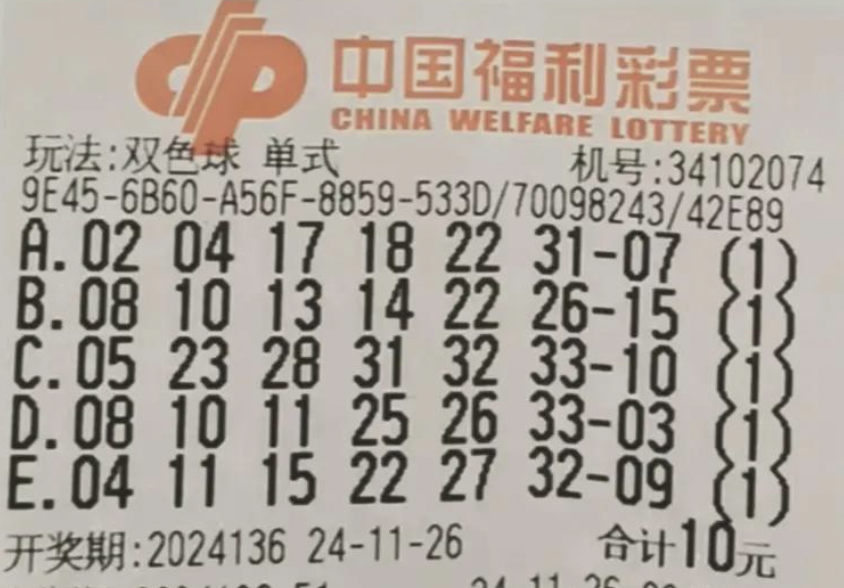 中国福利彩票
CHINA WELFARE LOTTERY
玩法:双色球 单式 机号:34102074
9E45-6B60-A56F-8859-533D/70098243/42E89
A.02 04 17 18 22 31-07 (1)
B.08 10 13 14 22 26-15 (1)
C.05 23 28 31 32 33-10 (1)
D.08 10 11 25 26 33-03 (1)
E.04 11 15 22 27 32-09 (1)
开奖期:2024136 24-11-26 合计10元